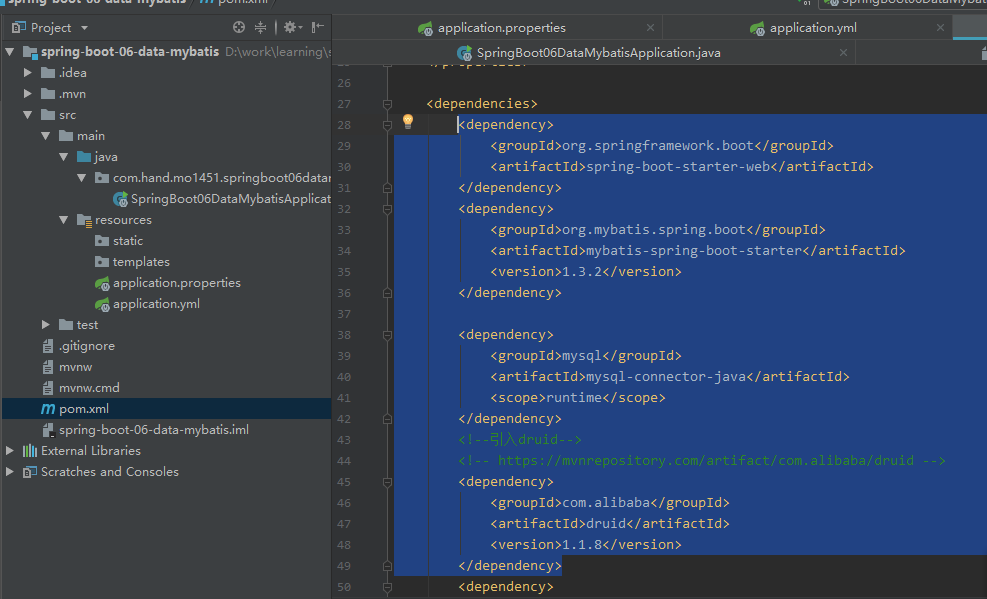 spring-boot-06-data-mybatis pom.xml
Project
spring-boot-06-data-mybatis D:\work\learning\s
.idea
.mvn
src
main
java
com.hand.mo1451.springboot06datar
SpringBoot06DataMybatisApplicat
resources
static
templates
application.properties
application.yml
test
.gitignore
mvnw
mvnw.cmd
pom.xml
spring-boot-06-data-mybatis.iml
External Libraries
Scratches and Consoles
application.properties
application.yml
SpringBoot06DataMybatisApplication.java
26
27 <dependencies>
28 <dependency>
29 <groupId>org.springframework.boot</groupId>
30 <artifactId>spring-boot-starter-web</artifactId>
31 </dependency>
32 <dependency>
33 <groupId>org.mybatis.spring.boot</groupId>
34 <artifactId>mybatis-spring-boot-starter</artifactId>
35 <version>1.3.2</version>
36 </dependency>
37
38 <dependency>
39 <groupId>mysql</groupId>
40 <artifactId>mysql-connector-java</artifactId>
41 <scope>runtime</scope>
42 </dependency>
43 <!--引入druid-->
44 <!-- https://mvnrepository.com/artifact/com.alibaba/druid -->
45 <dependency>
46 <groupId>com.alibaba</groupId>
47 <artifactId>druid</artifactId>
48 <version>1.1.8</version>
49 </dependency>
50 <dependency>